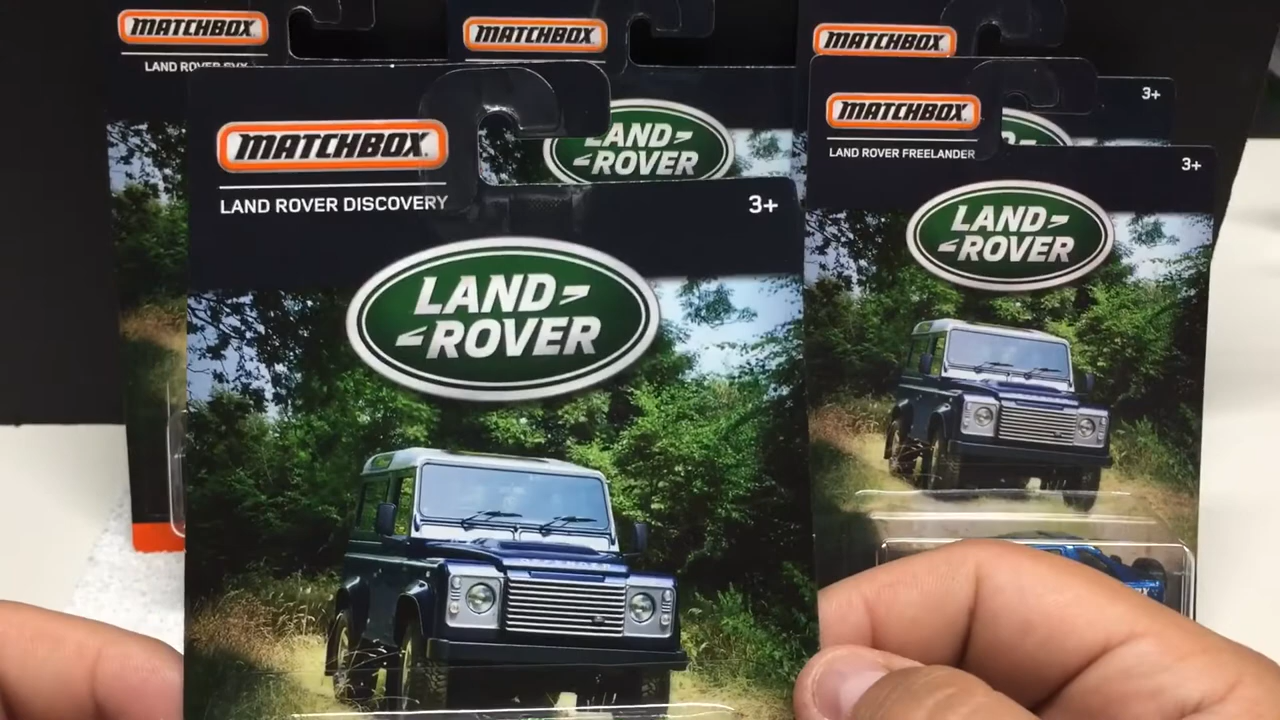 MATCHBOX
LAND ROVER SVX
MATCHBOX
LAND
ROVER
MATCHBOX
3+
MATCHBOX
LAND ROVER FREELANDER
3+
LAND
ROVER
MATCHBOX
LAND ROVER DISCOVERY
3+
LAND
ROVER
DEFENDER